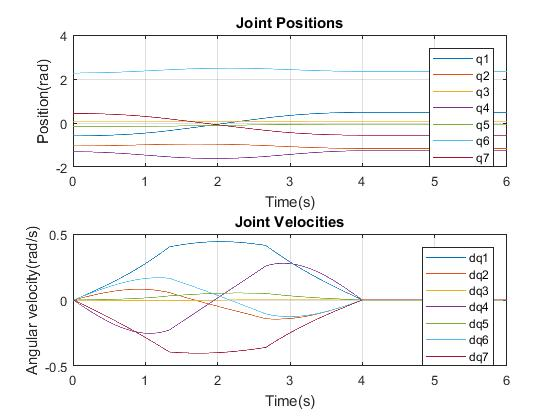 Joint Positions
4
2
0
-2
Position(rad)
q1
q2
q3
q4
q5
q6
q7
0 1 2 3 4 5 6
Time(s)
Joint Velocities
0.5
0
-0.5
Angular velocity(rad/s)
dq1
dq2
dq3
dq4
dq5
dq6
dq7
0 1 2 3 4 5 6
Time(s)